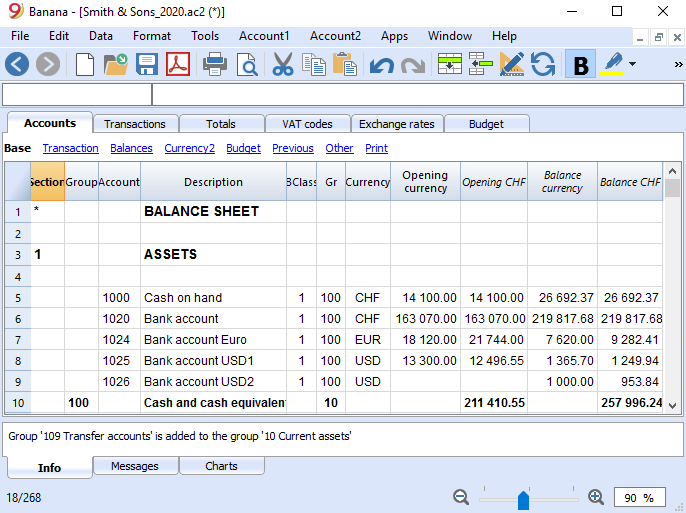 Banana - [Smith & Sons_2020.ac2 (*)]
File Edit Data Format Tools Account1 Account2 Apps Window Help
B »
Accounts Transactions Totals VAT codes Exchange rates Budget
Base Transaction Balances Currency2 Budget Previous Other Print
Section Group Account Description BClass Gr Currency Opening currency Opening CHF Balance currency Balance CHF
1 * BALANCE SHEET
2
3 1 ASSETS
4
5 1000 Cash on hand 1 100 CHF 14 100.00 14 100.00 26 692.37 26 692.37
6 1020 Bank account 1 100 CHF 163 070.00 163 070.00 219 817.68 219 817.68
7 1024 Bank account Euro 1 100 EUR 18 120.00 21 744.00 7 620.00 9 282.41
8 1025 Bank account USD1 1 100 USD 13 300.00 12 496.55 1 365.70 1 249.94
9 1026 Bank account USD2 1 100 USD 1 000.00 953.84
10 100 Cash and cash equivalen 10 211 410.55 257 996.24
Group '109 Transfer accounts' is added to the group '10 Current assets'
Info Messages Charts
18/268 90 %